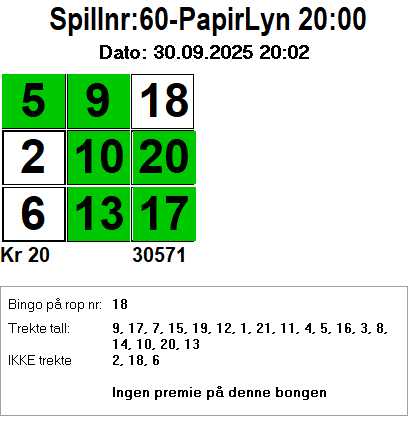 Spillnr:60-PapirLyn 20:00
Dato: 30.09.2025 20:02
5 9 18
2 10 20
6 13 17
Kr 20 30571
Bingo på rop nr: 18
Trekte tall: 9, 17, 7, 15, 19, 12, 1, 21, 11, 4, 5, 16, 3, 8,
14, 10, 20, 13
IKKE trekte 2, 18, 6
Ingen premie på denne bongen